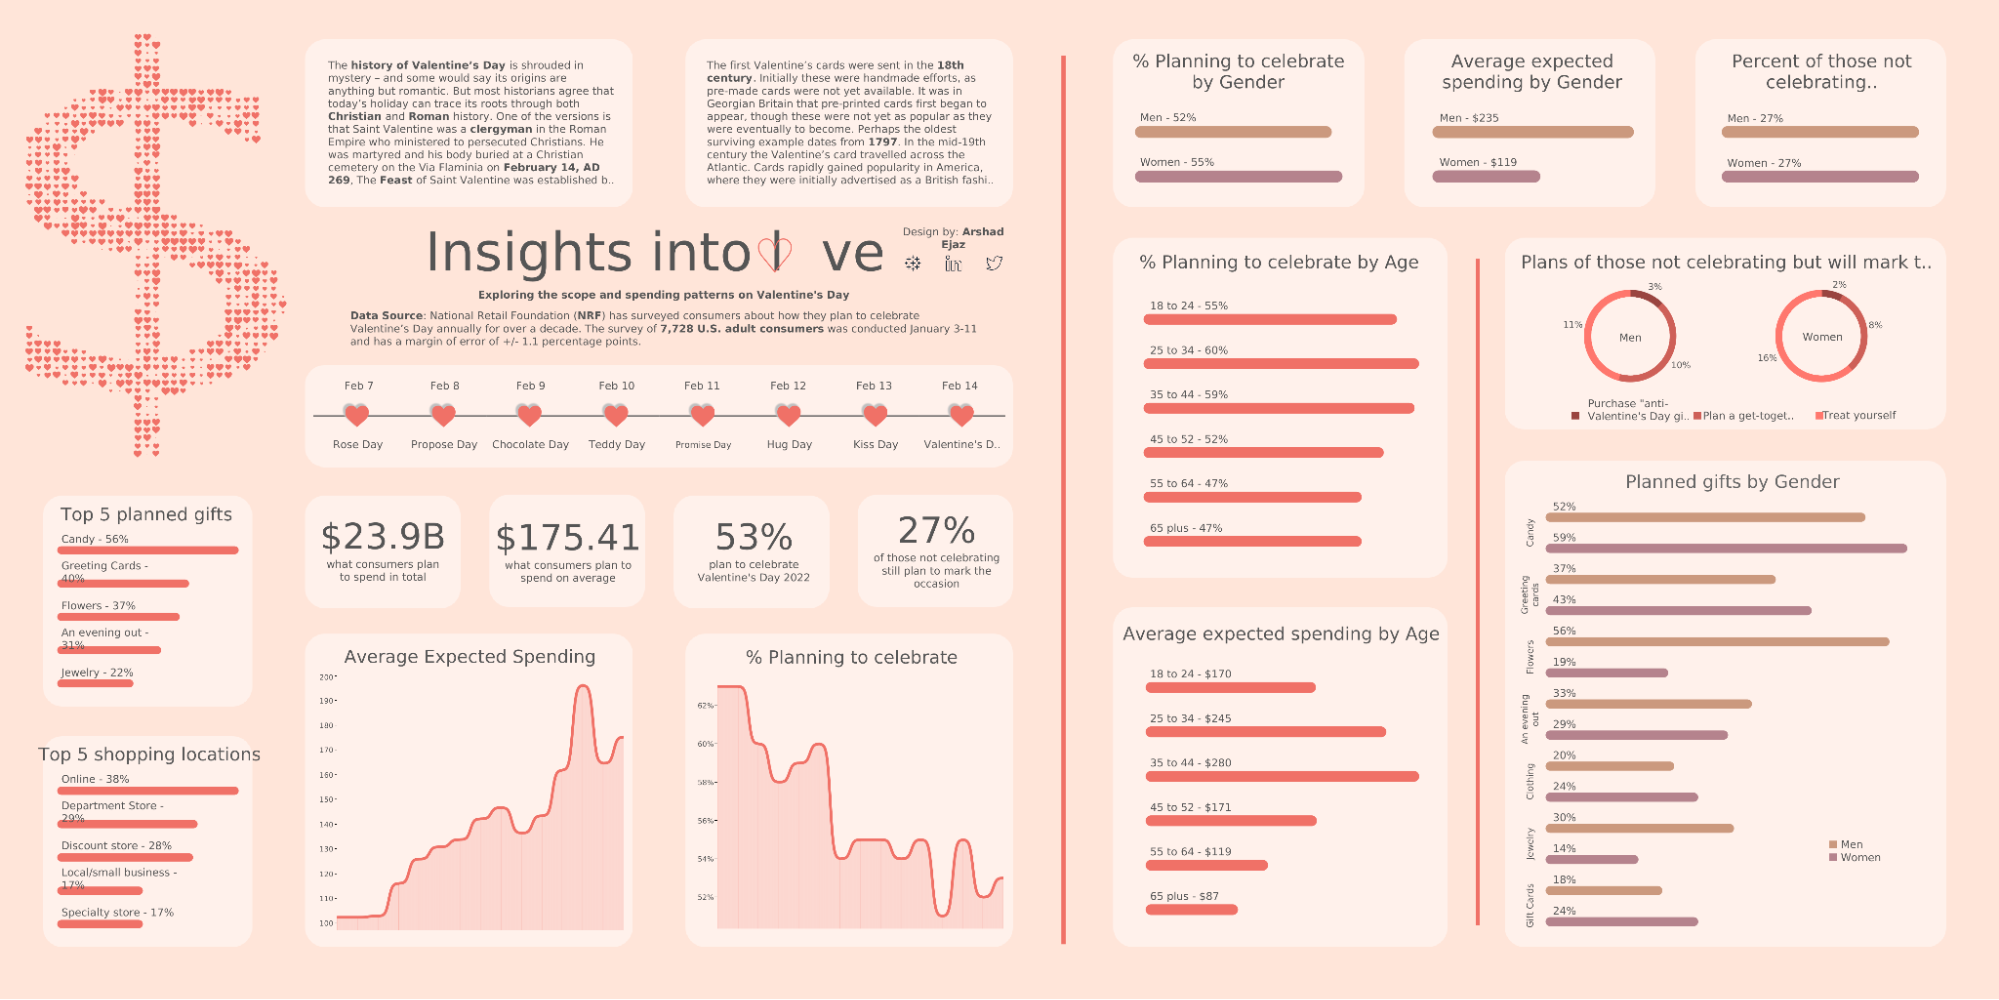 The history of Valentine's Day is shrouded in
mystery – and some would say its origins are
anything but romantic. But most historians agree that
today's holiday can trace its roots through both
Christian and Roman history. One of the versions is
that Saint Valentine was a clergyman in the Roman
Empire who ministered to persecuted Christians. He
was martyred and his body buried at a Christian
cemetery on the Via Flaminia on February 14, AD
269, The Feast of Saint Valentine was established b..
The first Valentine's cards were sent in the 18th
century. Initially these were handmade efforts, as
pre-made cards were not yet available. It was in
Georgian Britain that pre-printed cards first began to
appear, though these were not yet as popular as they
were eventually to become. Perhaps the oldest
surviving example dates from 1797. In the mid-19th
century the Valentine's card travelled across the
Atlantic. Cards rapidly gained popularity in America,
where they were initially advertised as a British fashi..
Insights into l ve
Design by: Arshad
Ejaz
in
Exploring the scope and spending patterns on Valentine's Day
Data Source: National Retail Foundation (NRF) has surveyed consumers about how they plan to celebrate
Valentine's Day annually for over a decade. The survey of 7,728 U.S. adult consumers was conducted January 3-11
and has a margin of error of +/- 1.1 percentage points.
Feb 7 Feb 8 Feb 9 Feb 10 Feb 11 Feb 12 Feb 13 Feb 14
Rose Day Propose Day Chocolate Day Teddy Day Promise Day Hug Day Kiss Day Valentine's D..
Top 5 planned gifts
Candy - 56%
Greeting Cards -
40%
Flowers - 37%
An evening out -
31%
Jewelry - 22%
Top 5 shopping locations
Online - 38%
Department Store -
29%
Discount store - 28%
Local/small business -
17%
Specialty store - 17%
$23.9B
what consumers plan
to spend in total
$175.41
what consumers plan to
spend on average
53%
plan to celebrate
Valentine's Day 2022
27%
of those not celebrating
still plan to mark the
occasion
Average Expected Spending
200
190
180
170
160
150
140
130
120
110
100
% Planning to celebrate
62%
60%
58%
56%
54%
52%
% Planning to celebrate
by Gender
Men - 52%
Women - 55%
Average expected
spending by Gender
Men - $235
Women - $119
Percent of those not
celebrating..
Men - 27%
Women - 27%
% Planning to celebrate by Age
18 to 24 - 55%
25 to 34 - 60%
35 to 44 - 59%
45 to 52 - 52%
55 to 64 - 47%
65 plus - 47%
Average expected spending by Age
18 to 24 - $170
25 to 34 - $245
35 to 44 - $280
45 to 52 - $171
55 to 64 - $119
65 plus - $87
Plans of those not celebrating but will mark t..
3%
11%
Men
10%
2%
8%
Women
16%
Purchase "anti-
Valentine's Day gi.. Plan a get-toget.. Treat yourself
Planned gifts by Gender
Candy
52%
59%
Greeting
cards
37%
43%
Flowers
56%
19%
An evening
out
33%
29%
Clothing
20%
24%
Jewelry
30%
14%
Gift Cards
18%
24%
Men
Women